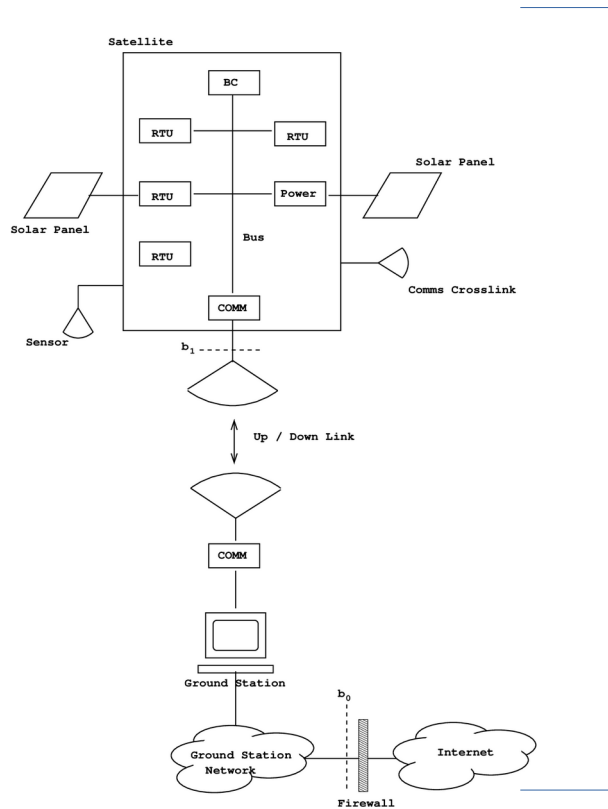 Satellite
BC
RTU
RTU
Solar Panel
RTU
Power
Solar Panel
Bus
RTU
Comms Crosslink
COMM
Sensor
b1
Up / Down Link
COMM
Ground Station
b0
Ground Station
Network
Internet
Firewall